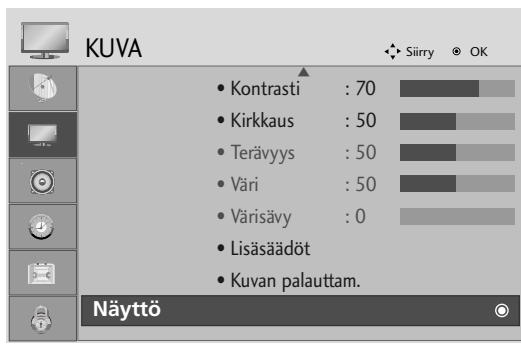 KUVA Siirry OK
• Kontrasti : 70
• Kirkkaus : 50
• Terävyys : 50
• Väri : 50
• Värisävy : 0
• Lisäsäädöt
• Kuvan palauttam.
Näyttö